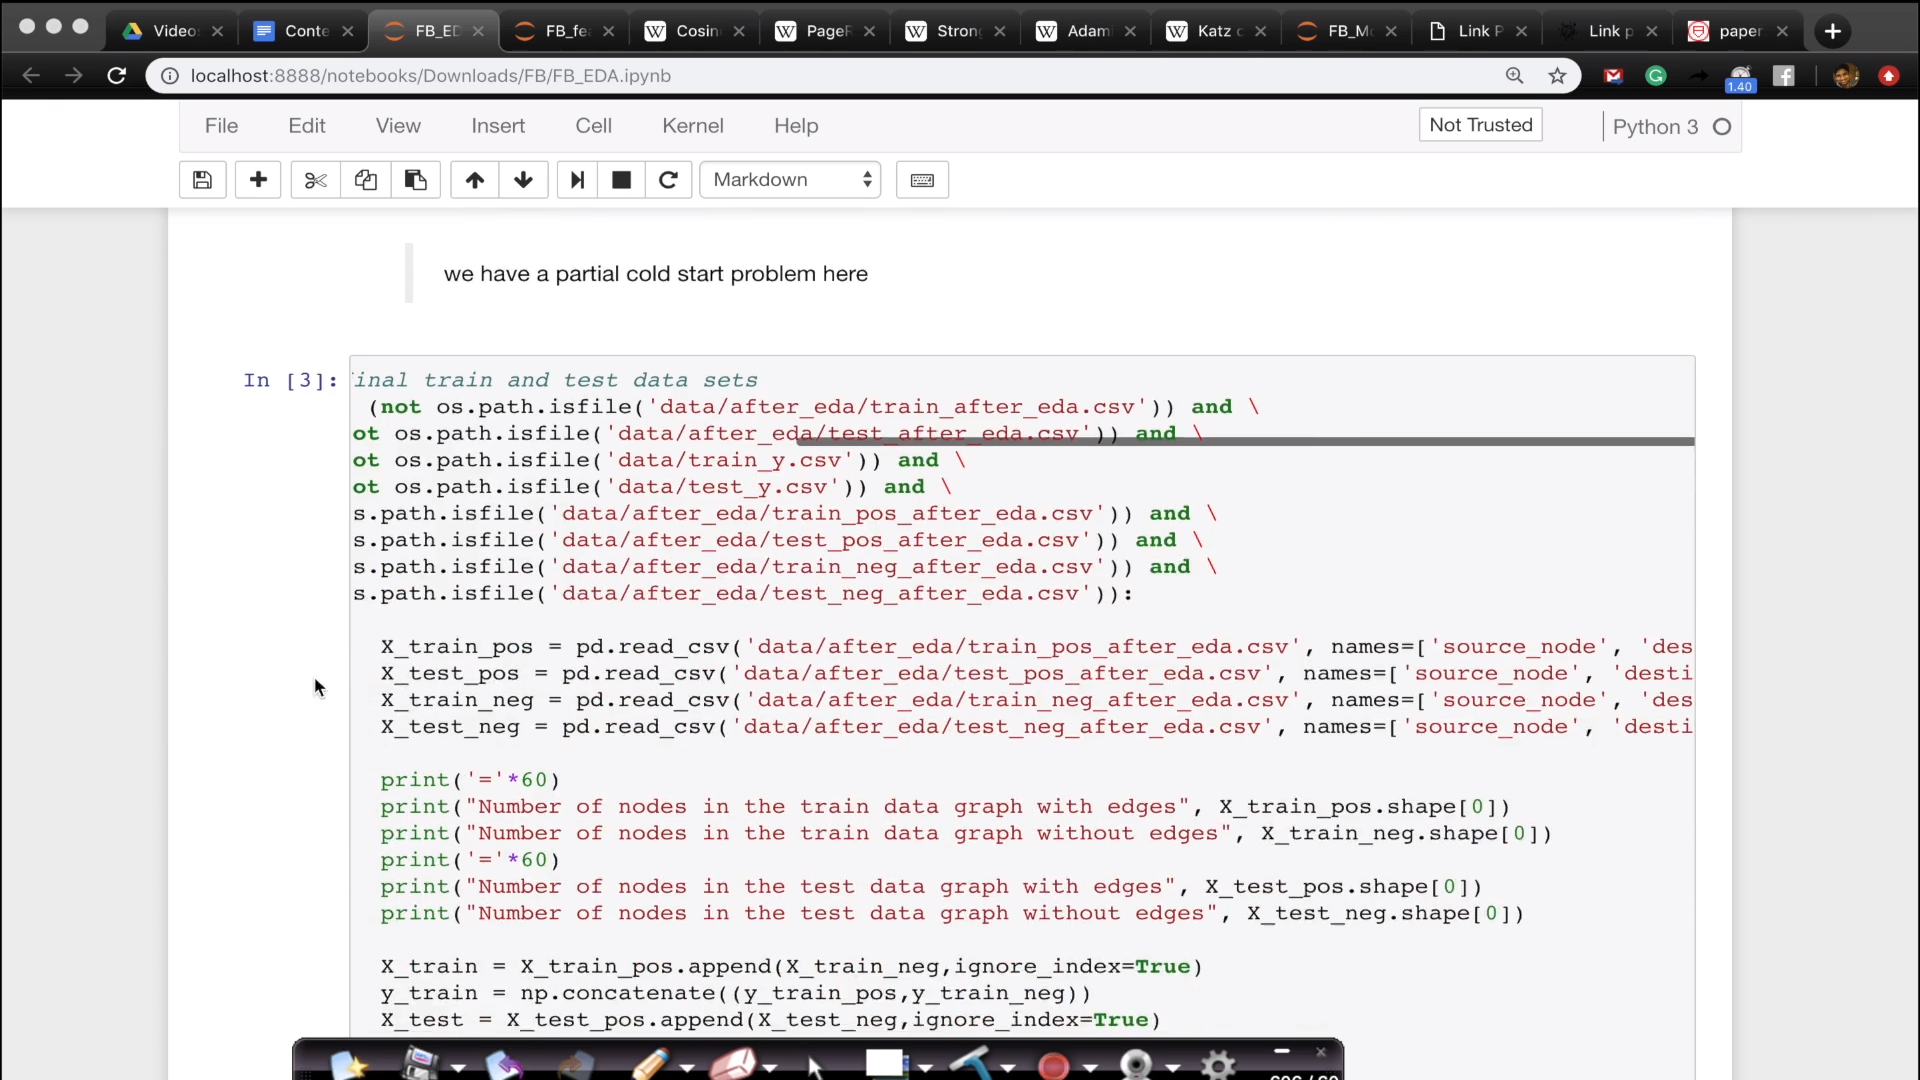 Video
Conte
FB_ED
FB_fea
Cosin
PageR
Stron
Adami
Katz c
FB_Mo
Link P
Link p
paper
localhost:8888/notebooks/Downloads/FB/FB_EDA.ipynb
1.40
File Edit View Insert Cell Kernel Help
Not Trusted
Python 3
Markdown
we have a partial cold start problem here
In [3]:
inal train and test data sets
(not os.path.isfile('data/after_eda/train_after_eda.csv')) and \
ot os.path.isfile('data/after_eda/test_after_eda.csv')) and \
ot os.path.isfile('data/train_y.csv')) and \
ot os.path.isfile('data/test_y.csv')) and \
s.path.isfile('data/after_eda/train_pos_after_eda.csv')) and \
s.path.isfile('data/after_eda/test_pos_after_eda.csv')) and \
s.path.isfile('data/after_eda/train_neg_after_eda.csv')) and \
s.path.isfile('data/after_eda/test_neg_after_eda.csv')):
X_train_pos = pd.read_csv('data/after_eda/train_pos_after_eda.csv', names=['source_node', 'des
X_test_pos = pd.read_csv('data/after_eda/test_pos_after_eda.csv', names=['source_node', 'desti
X_train_neg = pd.read_csv('data/after_eda/train_neg_after_eda.csv', names=['source_node', 'des
X_test_neg = pd.read_csv('data/after_eda/test_neg_after_eda.csv', names=['source_node', 'desti
print('='*60)
print("Number of nodes in the train data graph with edges", X_train_pos.shape[0])
print("Number of nodes in the train data graph without edges", X_train_neg.shape[0])
print('='*60)
print("Number of nodes in the test data graph with edges", X_test_pos.shape[0])
print("Number of nodes in the test data graph without edges", X_test_neg.shape[0])
X_train = X_train_pos.append(X_train_neg,ignore_index=True)
y_train = np.concatenate((y_train_pos,y_train_neg))
X_test = X_test_pos.append(X_test_neg,ignore_index=True)